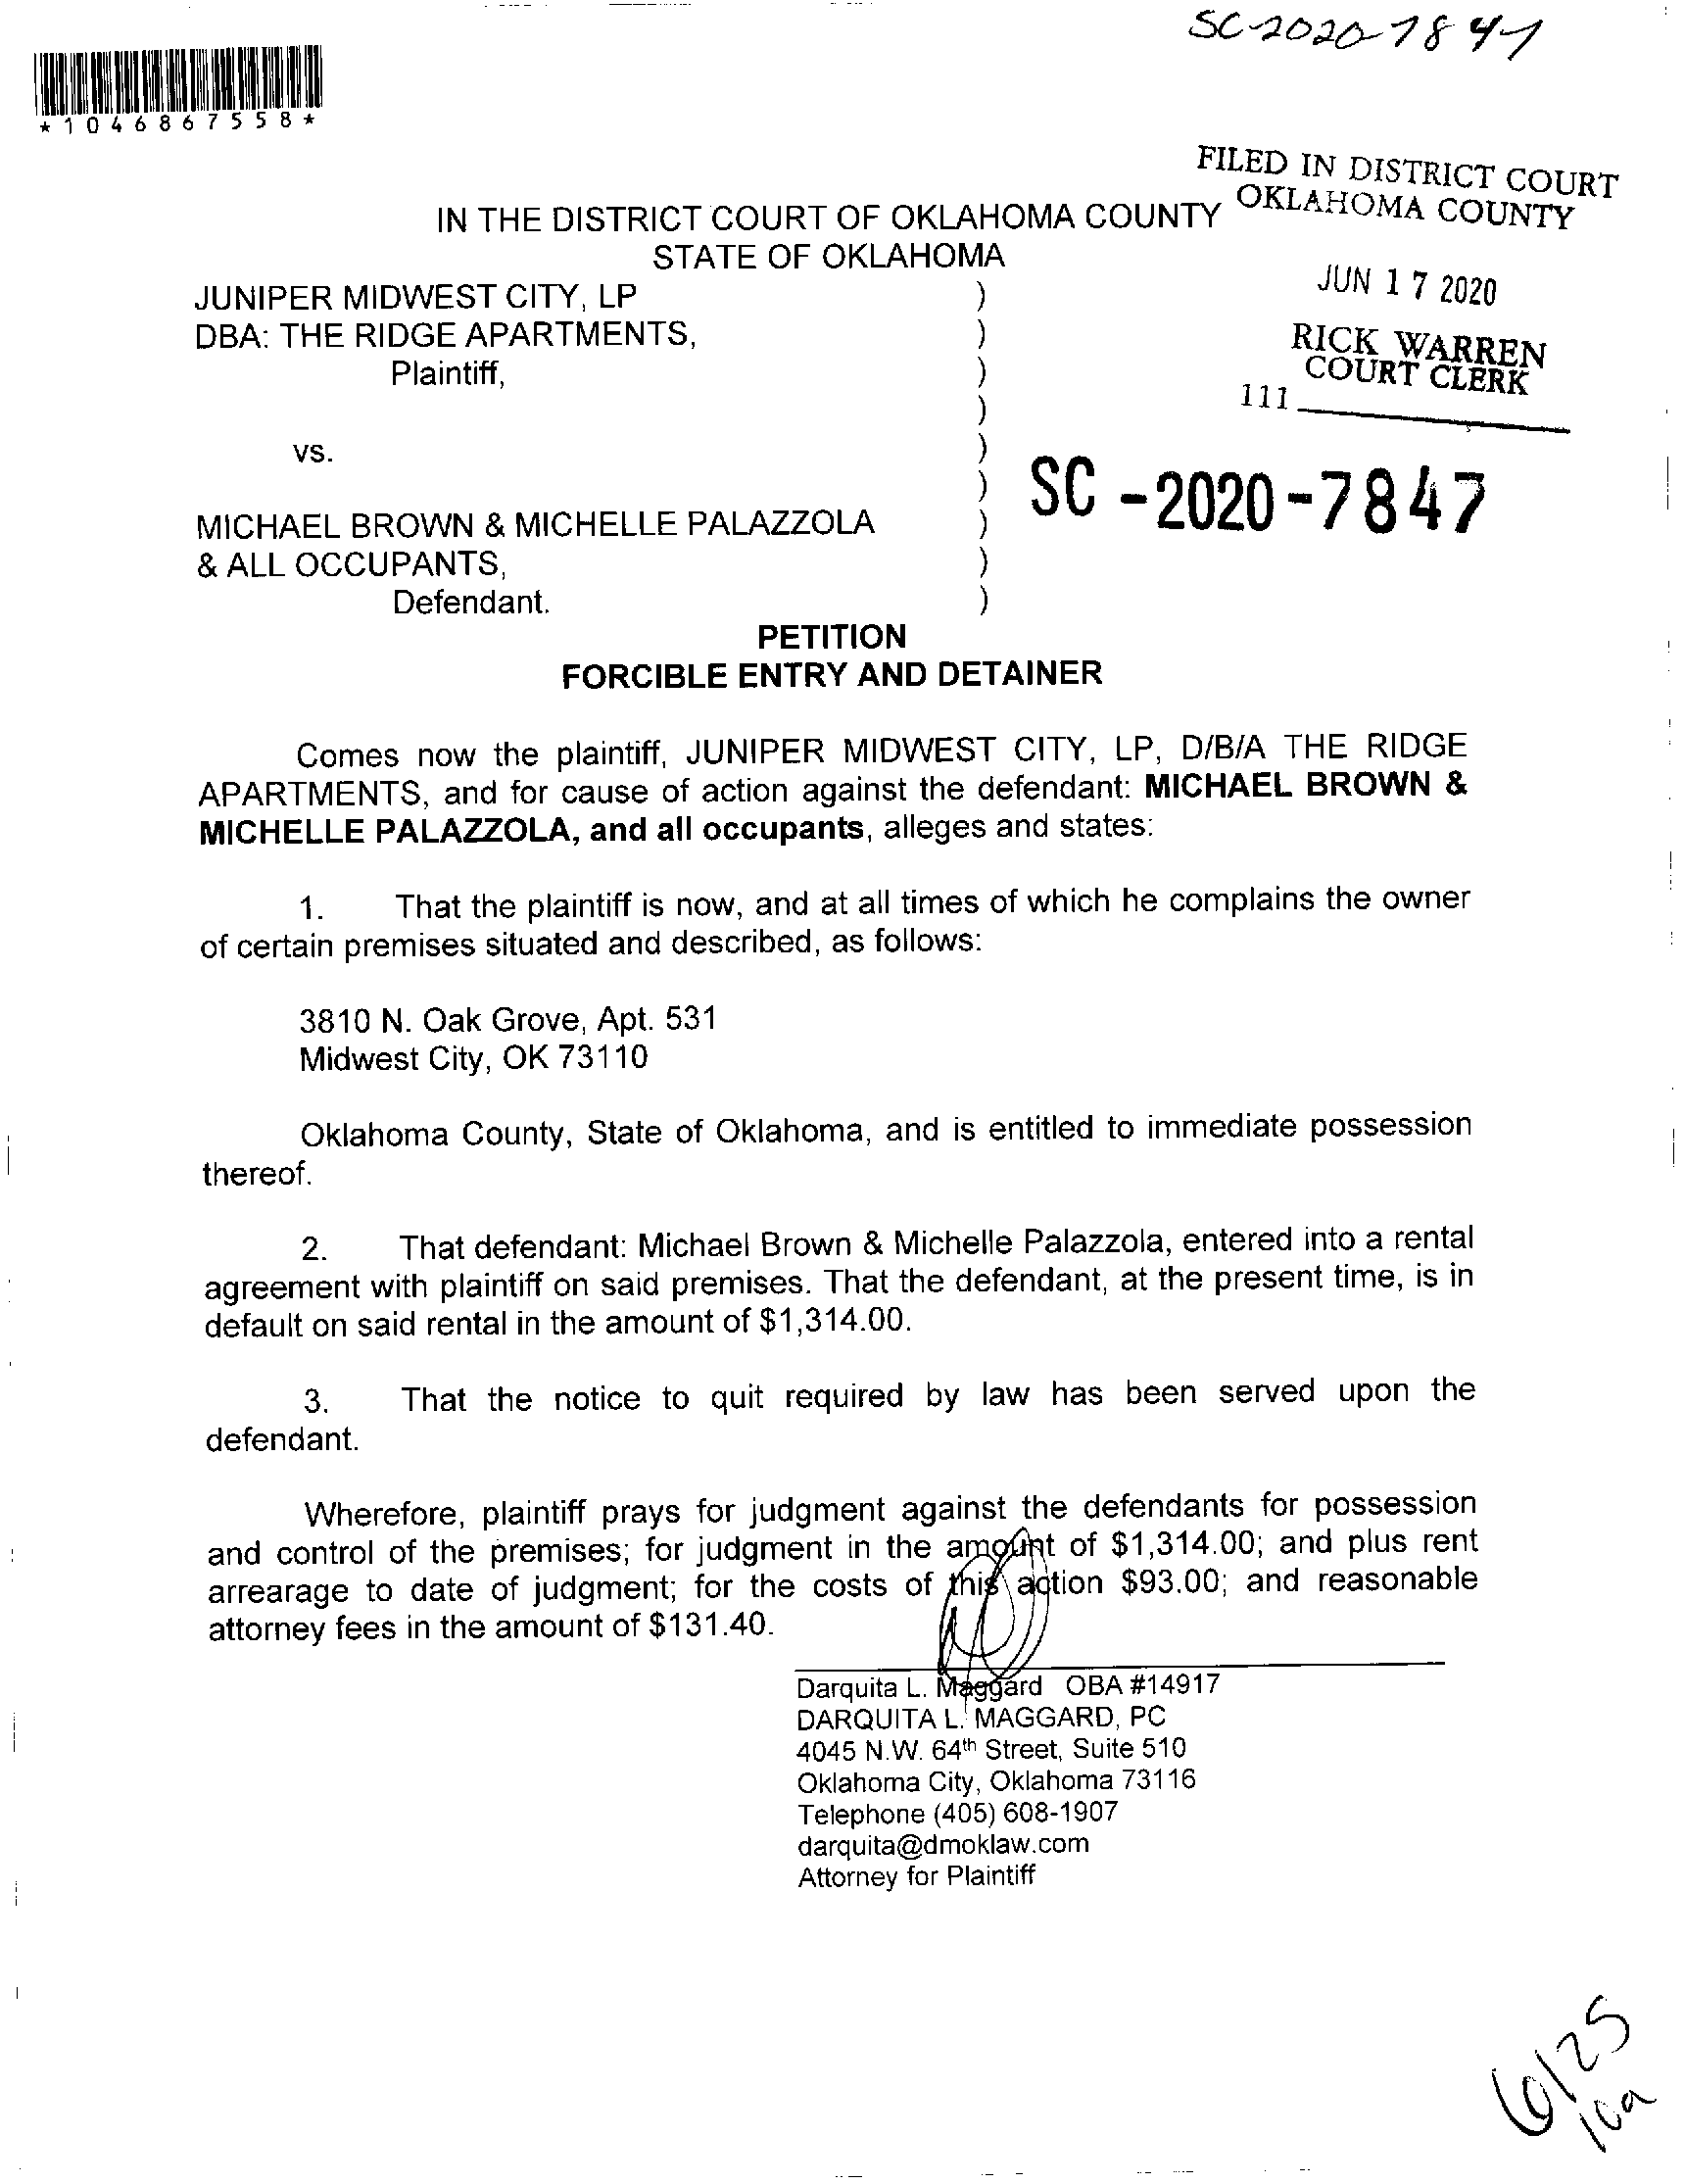 SC-2020-7847
*1046867558*
FILED IN DISTRICT COURT
OKLAHOMA COUNTY
IN THE DISTRICT COURT OF OKLAHOMA COUNTY
STATE OF OKLAHOMA
JUN 17 2020
JUNIPER MIDWEST CITY, LP )
DBA: THE RIDGE APARTMENTS, )
Plaintiff, )
)
RICK WARREN
COURT CLERK
111
vs. )
)
SC -2020-7847
MICHAEL BROWN & MICHELLE PALAZZOLA )
& ALL OCCUPANTS, )
Defendant. )
PETITION
FORCIBLE ENTRY AND DETAINER
Comes now the plaintiff, JUNIPER MIDWEST CITY, LP, D/B/A THE RIDGE
APARTMENTS, and for cause of action against the defendant: MICHAEL BROWN &
MICHELLE PALAZZOLA, and all occupants, alleges and states:
1. That the plaintiff is now, and at all times of which he complains the owner
of certain premises situated and described, as follows:
3810 N. Oak Grove, Apt. 531
Midwest City, OK 73110
Oklahoma County, State of Oklahoma, and is entitled to immediate possession
thereof.
2. That defendant: Michael Brown & Michelle Palazzola, entered into a rental
agreement with plaintiff on said premises. That the defendant, at the present time, is in
default on said rental in the amount of $1,314.00.
3. That the notice to quit required by law has been served upon the
defendant.
Wherefore, plaintiff prays for judgment against the defendants for possession
and control of the premises; for judgment in the amount of $1,314.00; and plus rent
arrearage to date of judgment; for the costs of this action $93.00; and reasonable
attorney fees in the amount of $131.40.
Darquita L. Maggard OBA #14917
DARQUITA L. MAGGARD, PC
4045 N.W. 64th Street, Suite 510
Oklahoma City, Oklahoma 73116
Telephone (405) 608-1907
darquita@dmoklaw.com
Attorney for Plaintiff
6/25
10a